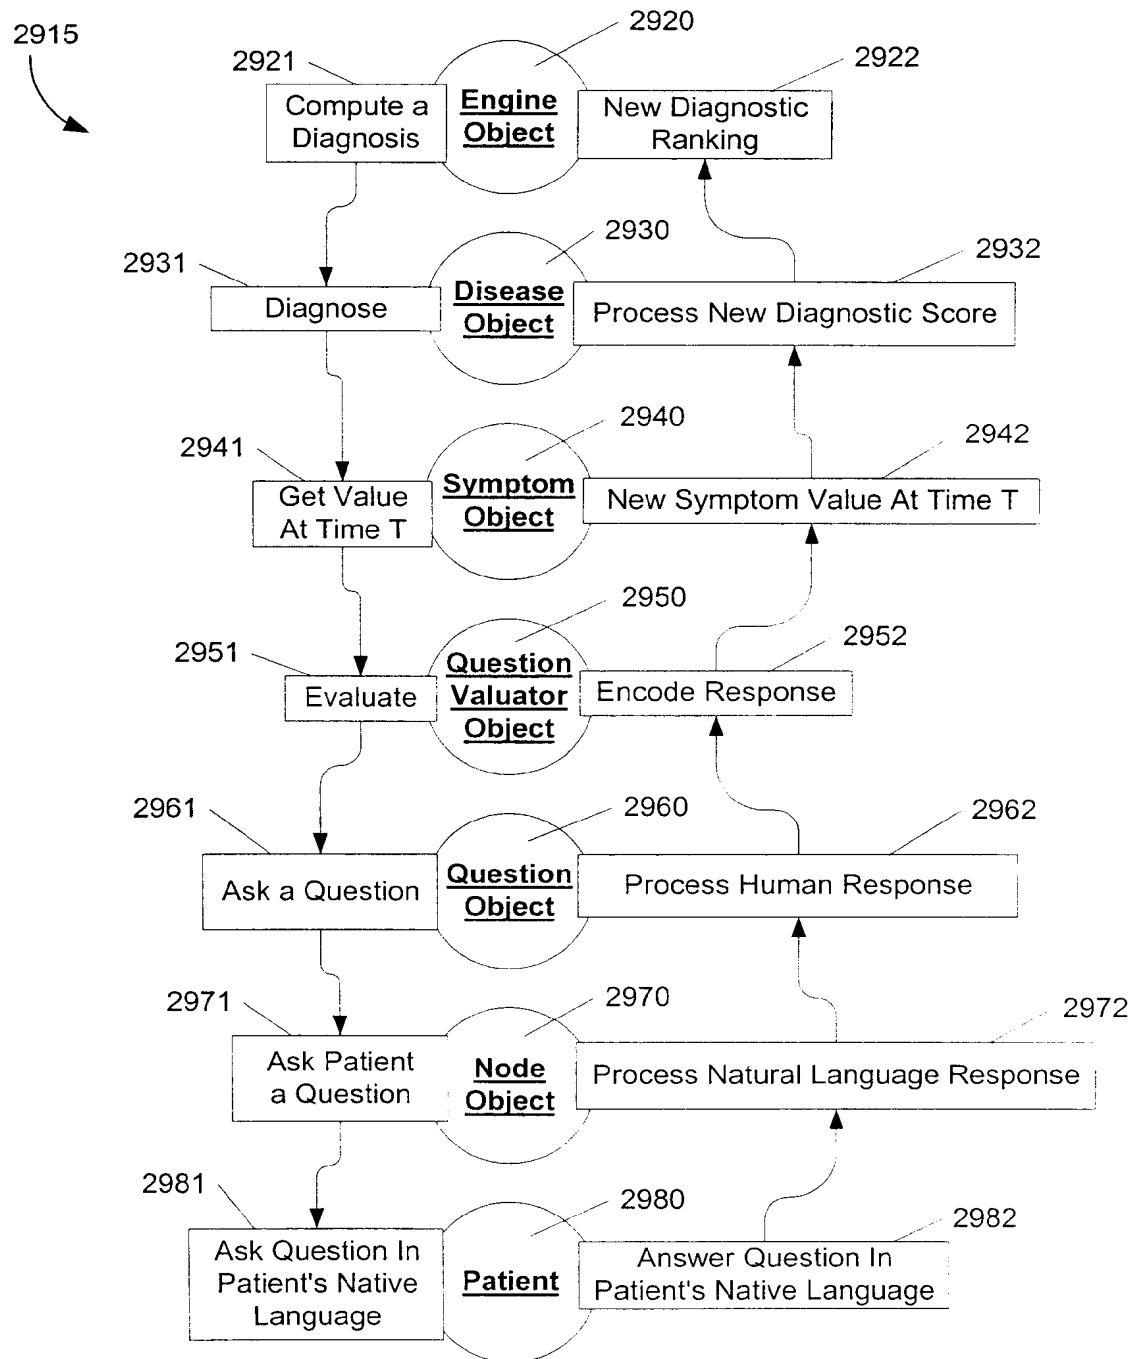 2915
2920
2921
2922
Compute a
Diagnosis
Engine
Object
New Diagnostic
Ranking
2930
2931
2932
Diagnose
Disease
Object
Process New Diagnostic Score
2940
2941
2942
Get Value
At Time T
Symptom
Object
New Symptom Value At Time T
2950
2951
2952
Evaluate
Question
Valuator
Object
Encode Response
2960
2961
2962
Ask a Question
Question
Object
Process Human Response
2970
2971
2972
Ask Patient
a Question
Node
Object
Process Natural Language Response
2980
2981
2982
Ask Question In
Patient's Native
Language
Patient
Answer Question In
Patient's Native Language